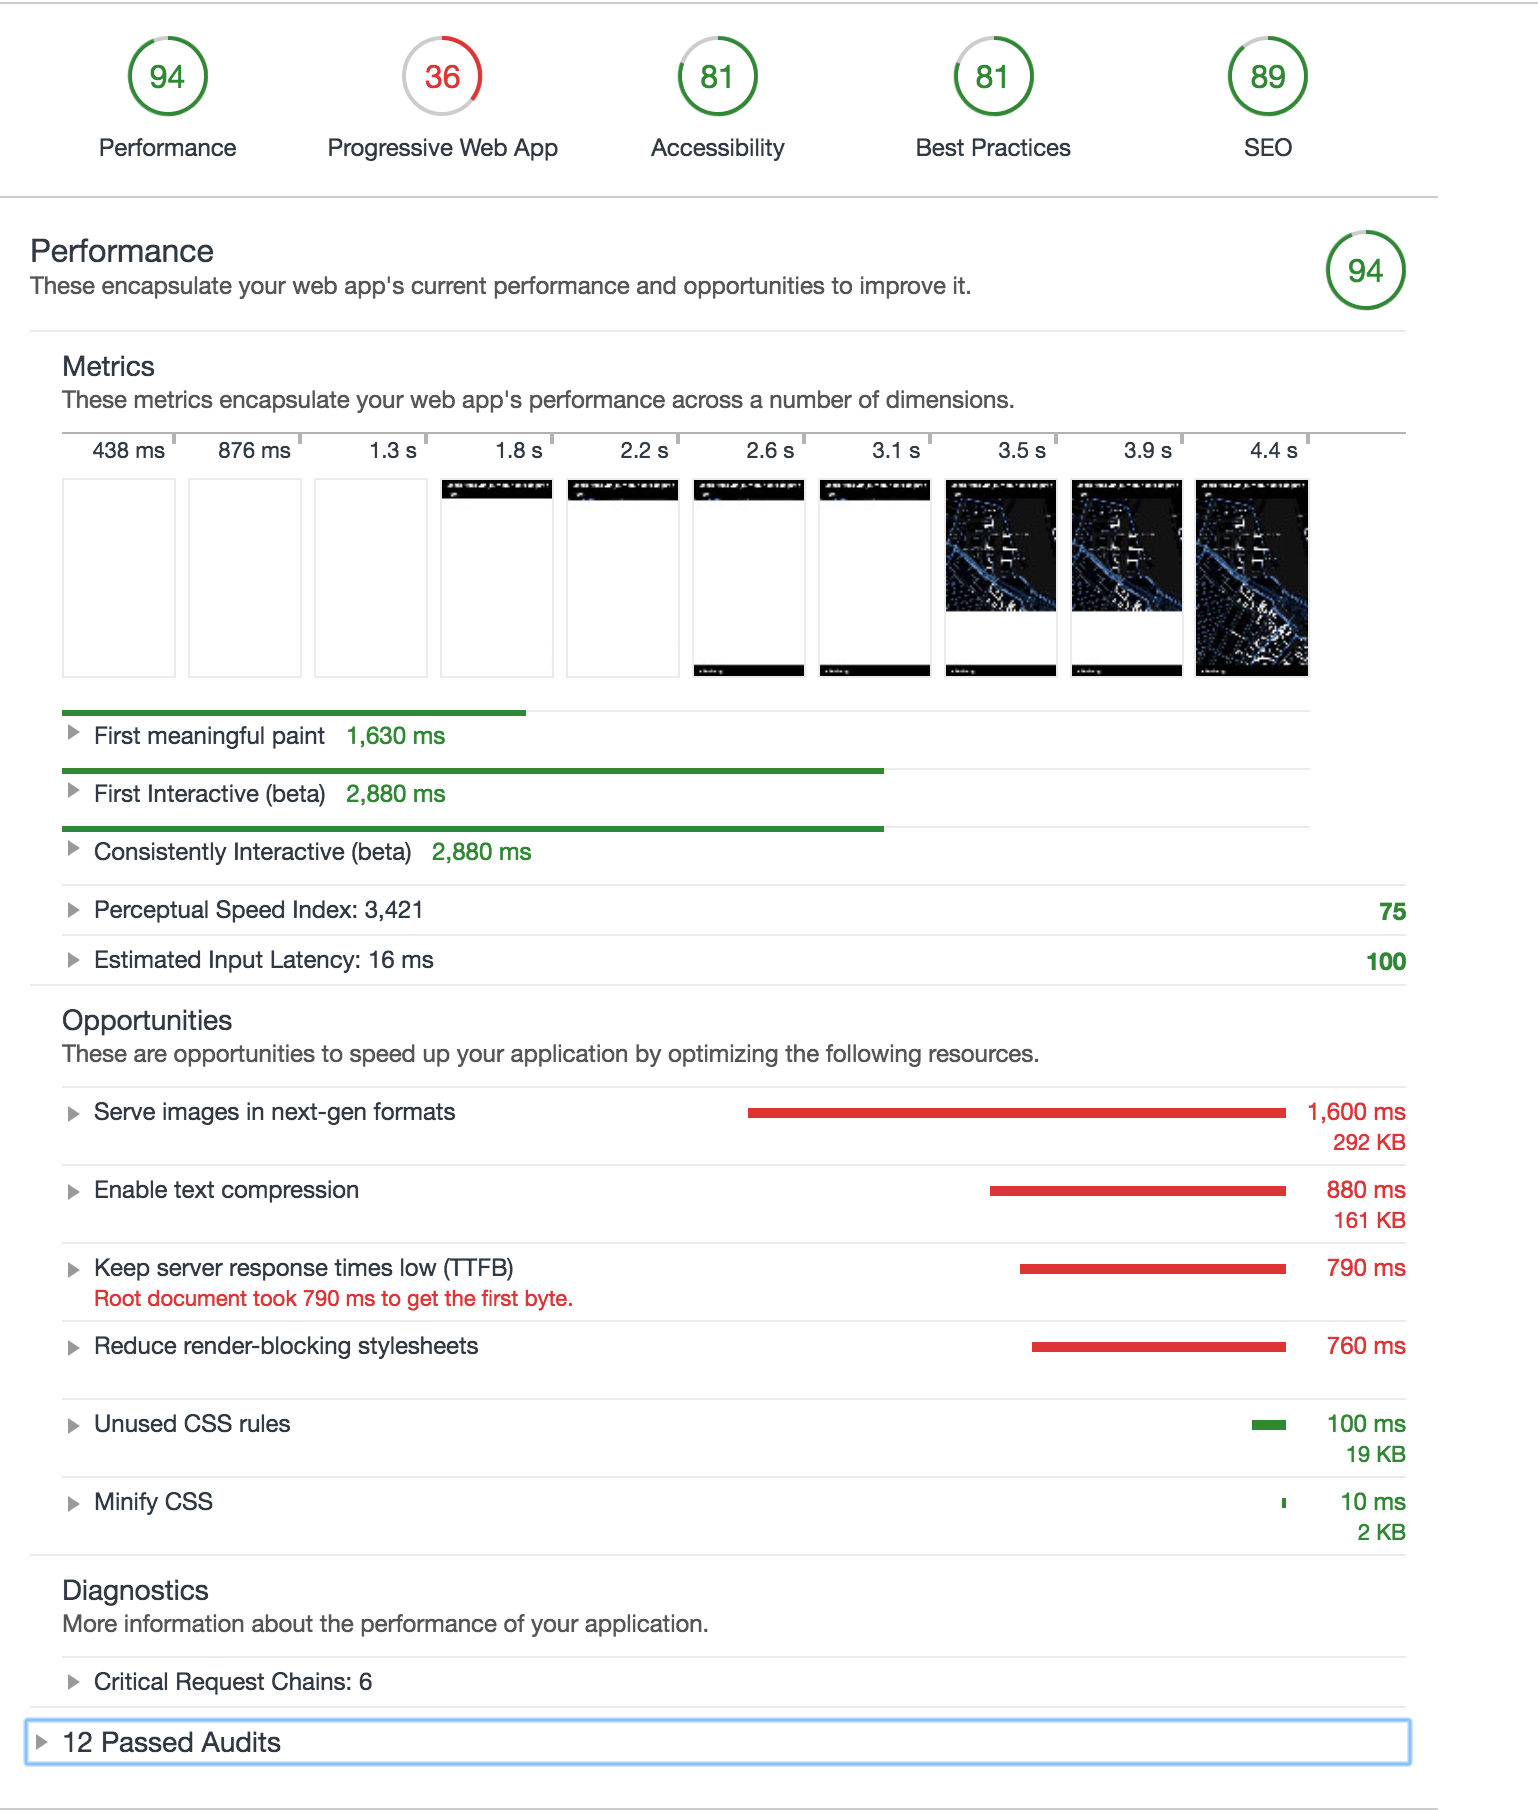 94 36 81 81 89
Performance Progressive Web App Accessibility Best Practices SEO
Performance
These encapsulate your web app's current performance and opportunities to improve it.
94
Metrics
These metrics encapsulate your web app's performance across a number of dimensions.
438 ms 876 ms 1.3 s 1.8 s 2.2 s 2.6 s 3.1 s 3.5 s 3.9 s 4.4 s
First meaningful paint 1,630 ms
First Interactive (beta) 2,880 ms
Consistently Interactive (beta) 2,880 ms
Perceptual Speed Index: 3,421 75
Estimated Input Latency: 16 ms 100
Opportunities
These are opportunities to speed up your application by optimizing the following resources.
Serve images in next-gen formats 1,600 ms
292 KB
Enable text compression 880 ms
161 KB
Keep server response times low (TTFB) 790 ms
Root document took 790 ms to get the first byte.
Reduce render-blocking stylesheets 760 ms
Unused CSS rules 100 ms
19 KB
Minify CSS 10 ms
2 KB
Diagnostics
More information about the performance of your application.
Critical Request Chains: 6
12 Passed Audits